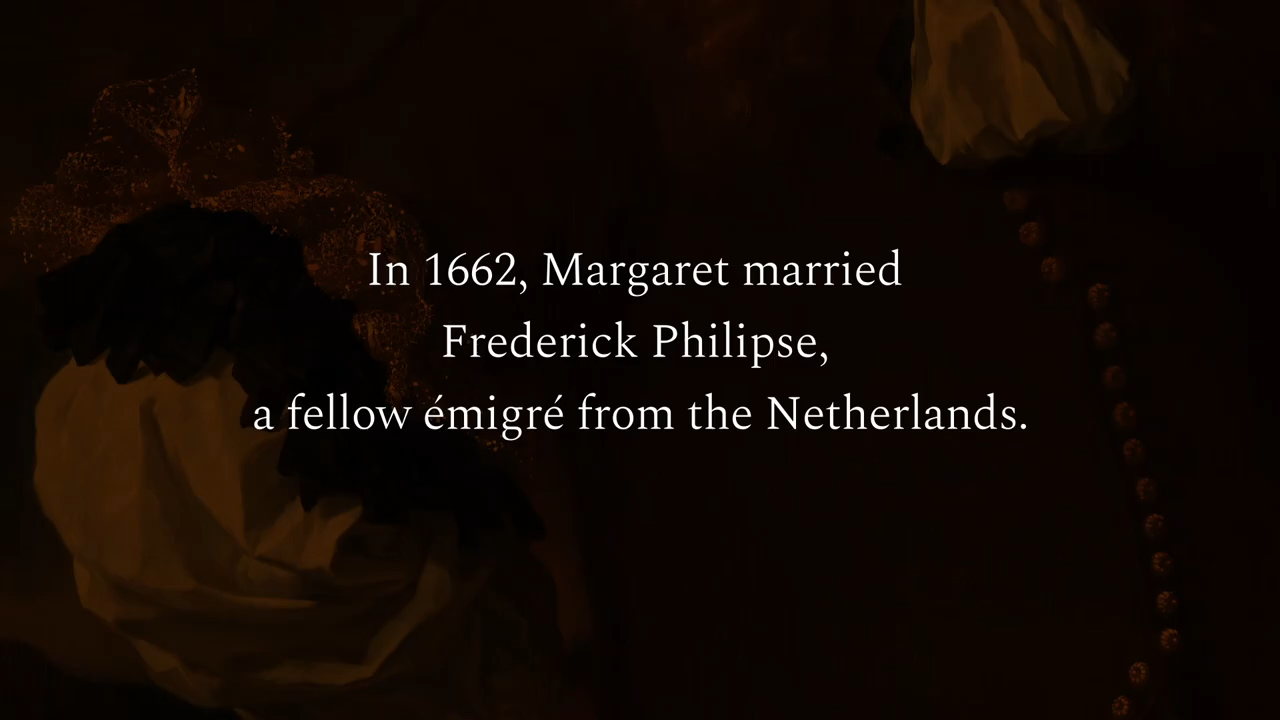 In 1662, Margaret married
Frederick Philipse,
a fellow émigré from the Netherlands.